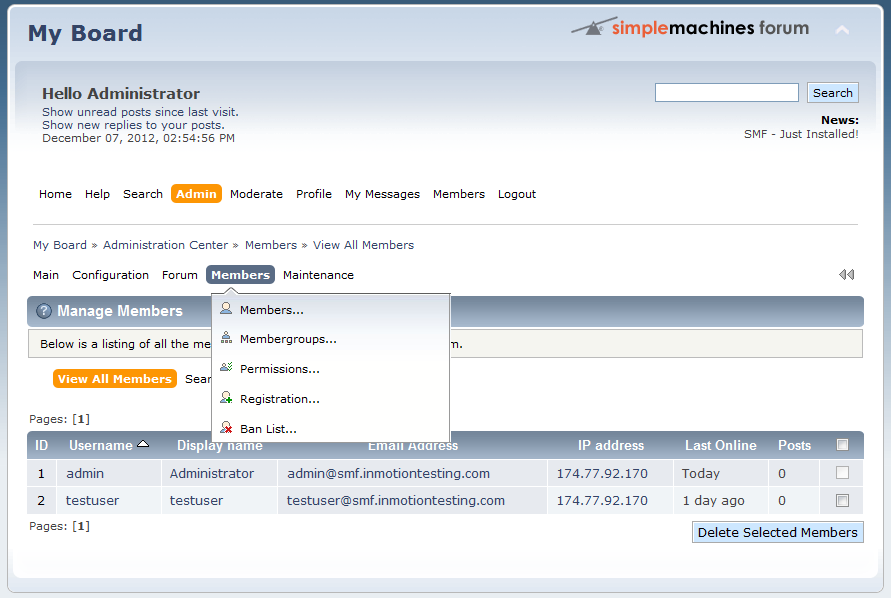 My Board
simplemachines forum
Hello Administrator
Show unread posts since last visit.
Show new replies to your posts.
December 07, 2012, 02:54:56 PM
Search
News:
SMF - Just Installed!
Home Help Search Admin Moderate Profile My Messages Members Logout
My Board » Administration Center » Members » View All Members
Main Configuration Forum Members Maintenance
? Manage Members
Members...
Below is a listing of all the m
m.
Membergroups...
Permissions...
View All Members Sear
Registration...
Pages: [1]
Ban List...
ID Username Display name Email Address IP address Last Online Posts
1 admin Administrator admin@smf.inmotiontesting.com 174.77.92.170 Today 0
2 testuser testuser testuser@smf.inmotiontesting.com 174.77.92.170 1 day ago 0
Pages: [1]
Delete Selected Members